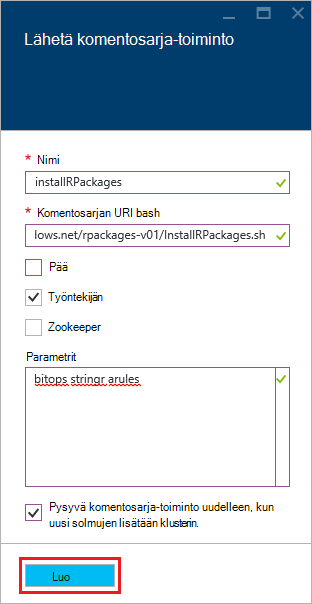 Lähetä komentosarja-toiminto
* Nimi
installRPackages
* Komentosarjan URI bash
lows.net/rpackages-v01/InstallRPackages.sh
Pää
Työntekijän
Zookeeper
Parametrit
bitops stringr arules
Pysyvä komentosarja-toiminto uudelleen, kun
uusi solmujen lisätään klusterin.
Luo